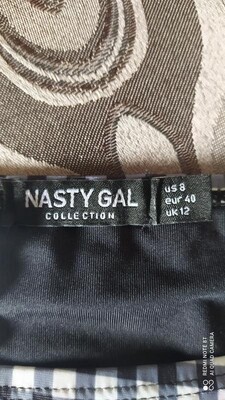 NASTY GAL
COLLECTION
us 8
eur 40
uk 12
REDMI NOTE 8T
AI QUAD CAMERA